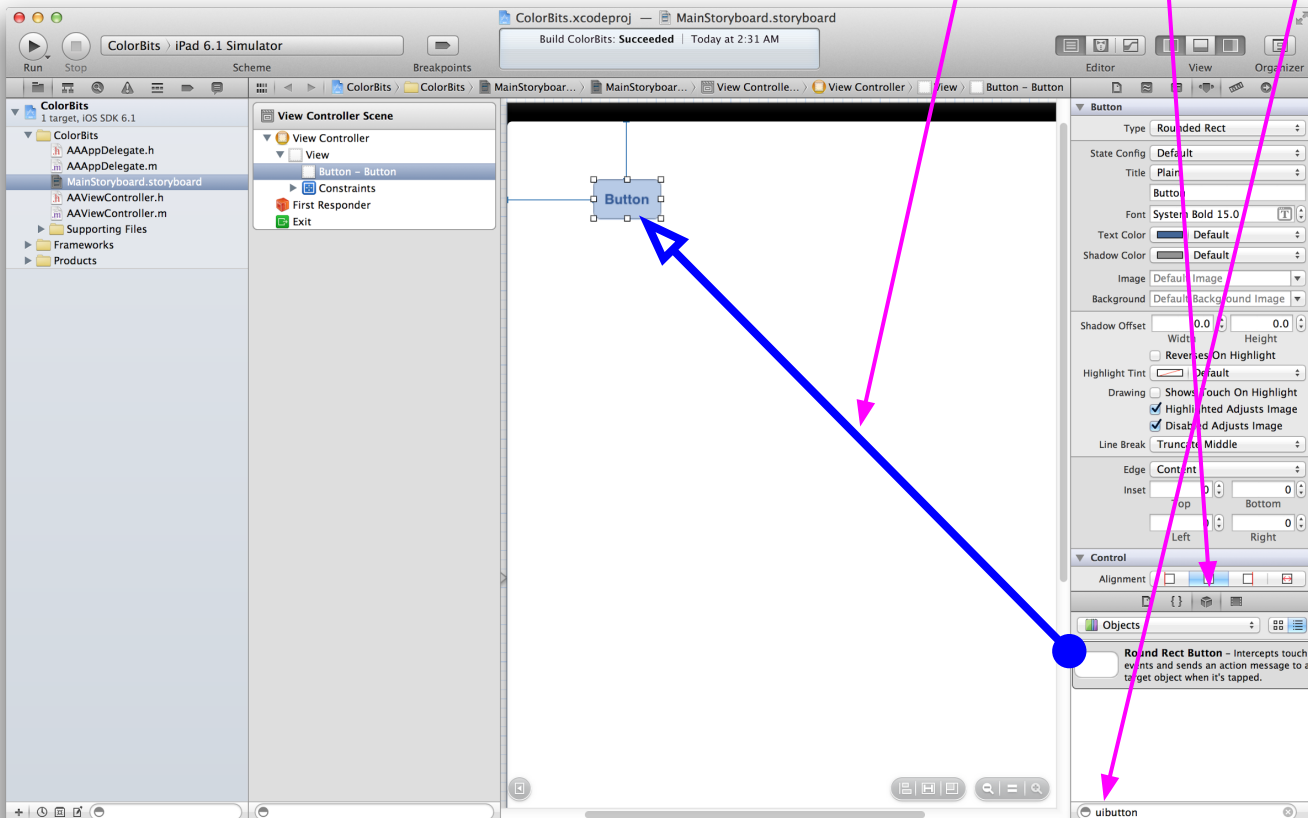 ColorBits.xcodeproj — MainStoryboard.storyboard
ColorBits 〉 iPad 6.1 Simulator
Build ColorBits: Succeeded | Today at 2:31 AM
Run Stop Scheme Breakpoints Editor View Organizer
ColorBits 〉 ColorBits 〉 MainStoryboar... 〉 MainStoryboar... 〉 View Controlle... 〉 View Controller 〉 View 〉 Button – Button
ColorBits
1 target, iOS SDK 6.1
ColorBits
h AAAppDelegate.h
m AAAppDelegate.m
MainStoryboard.storyboard
h AAViewController.h
m AAViewController.m
Supporting Files
Frameworks
Products
View Controller Scene
View Controller
View
Button – Button
Constraints
First Responder
Exit
Button
Button
Type Rounded Rect
State Config Default
Title Plain
Button
Font System Bold 15.0 T
Text Color Default
Shadow Color Default
Image Default Image
Background Default Background Image
Shadow Offset 0.0 0.0
Width Height
Reverses On Highlight
Highlight Tint Default
Drawing Shows Touch On Highlight
Highlighted Adjusts Image
Disabled Adjusts Image
Line Break Truncate Middle
Edge Content
Inset 0 0
Top Bottom
0 0
Left Right
Control
Alignment
{}
Objects
Round Rect Button – Intercepts touch
events and sends an action message to a
target object when it's tapped.
uibutton